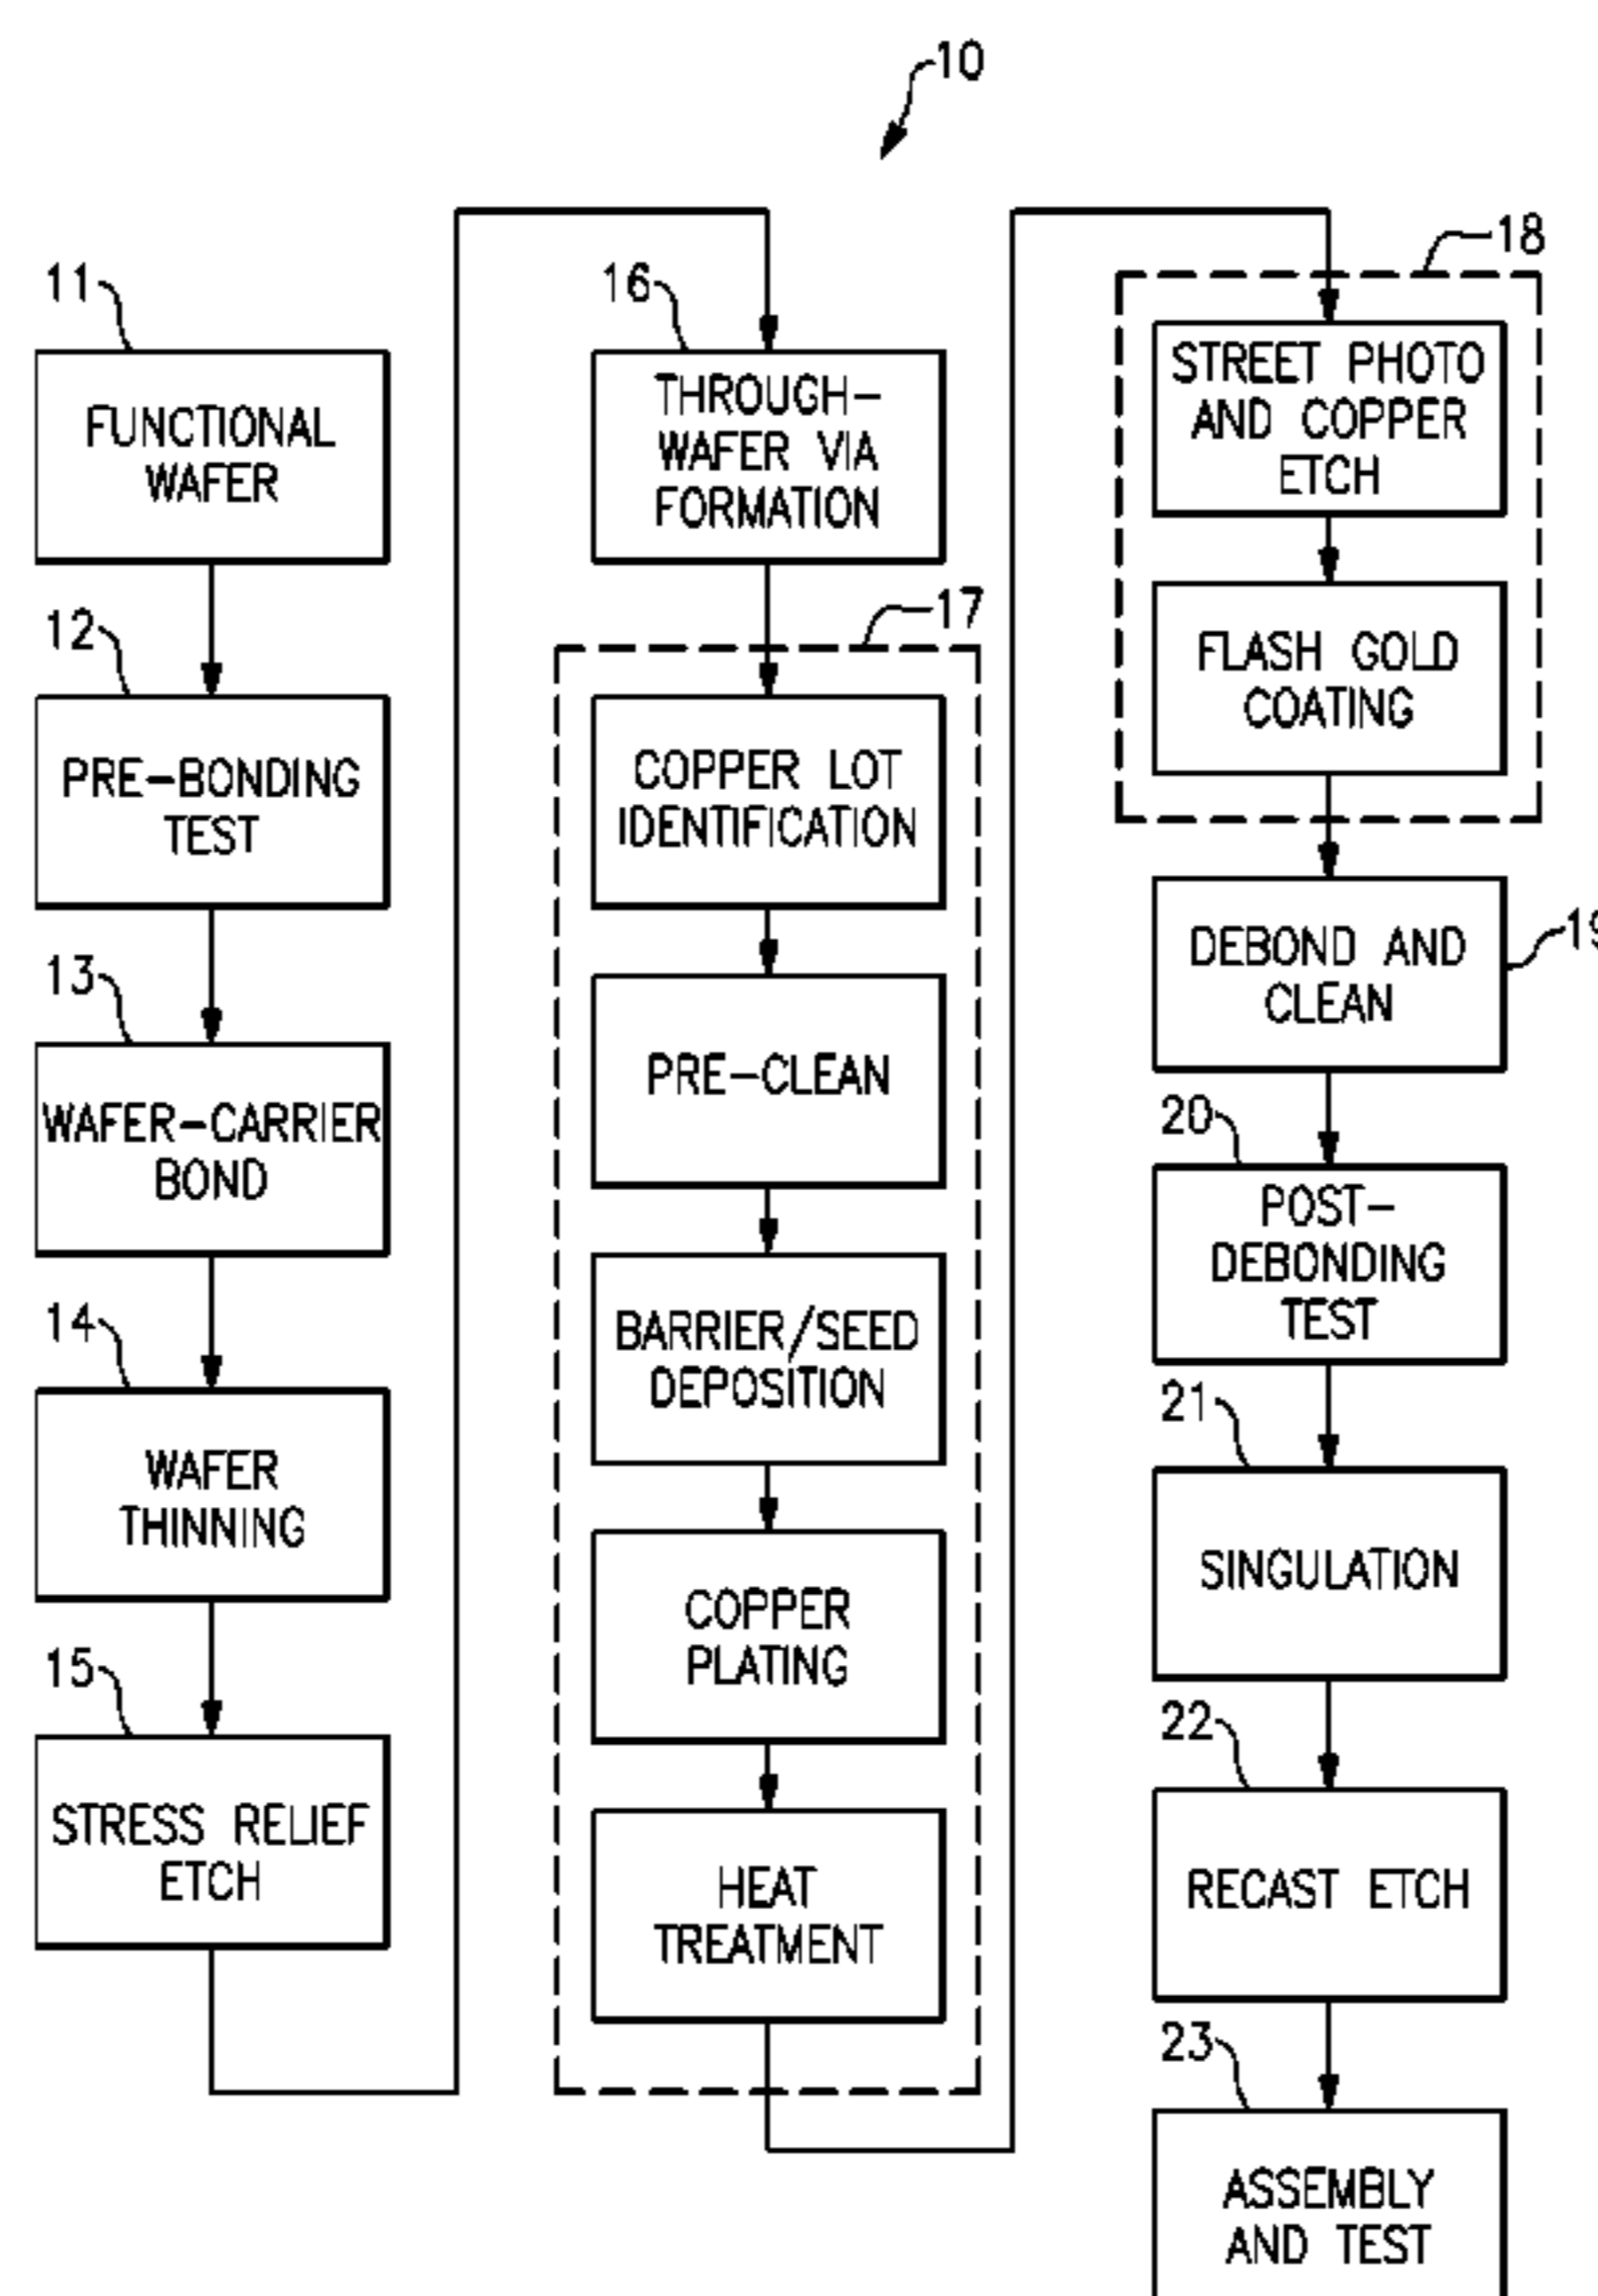 10
11
FUNCTIONAL
WAFER
12
PRE-BONDING
TEST
13
WAFER-CARRIER
BOND
14
WAFER
THINNING
15
STRESS RELIEF
ETCH
16
THROUGH-
WAFER VIA
FORMATION
17
COPPER LOT
IDENTIFICATION
PRE-CLEAN
BARRIER/SEED
DEPOSITION
COPPER
PLATING
HEAT
TREATMENT
18
STREET PHOTO
AND COPPER
ETCH
FLASH GOLD
COATING
19
DEBOND AND
CLEAN
20
POST-
DEBONDING
TEST
21
SINGULATION
22
RECAST ETCH
23
ASSEMBLY
AND TEST